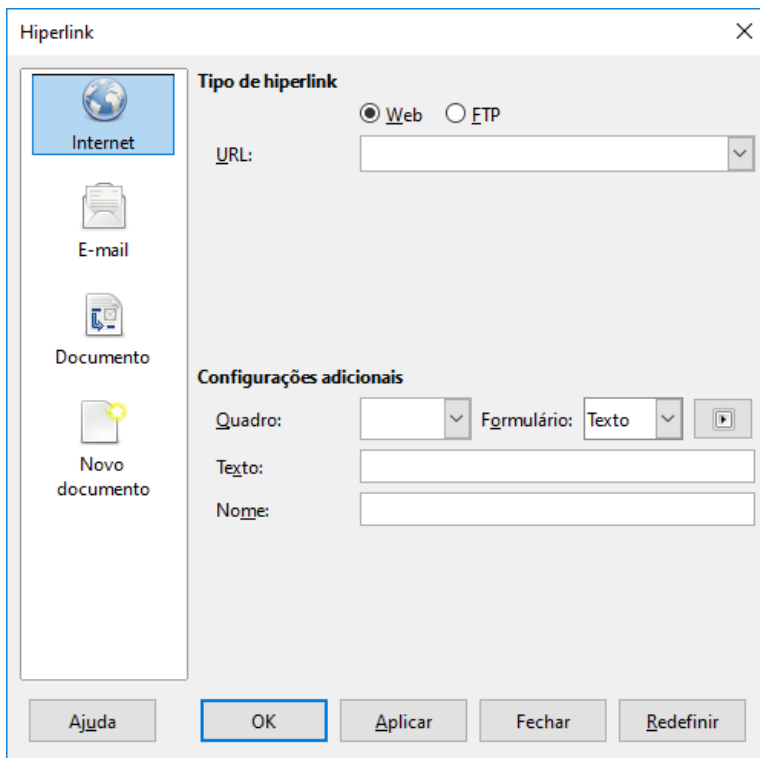 Hiperlink
Internet
E-mail
Documento
Novo
documento
Tipo de hiperlink
Web FTP
URL:
Configurações adicionais
Quadro: Formulário: Texto
Texto:
Nome:
Ajuda OK Aplicar Fechar Redefinir